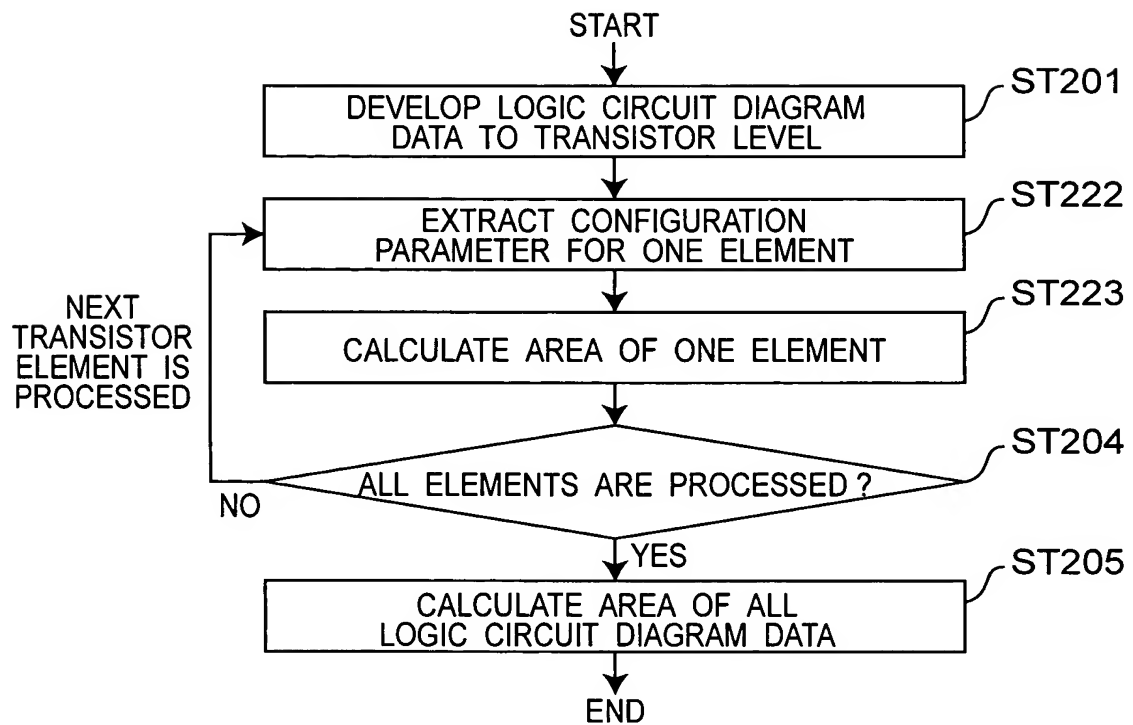 START
DEVELOP LOGIC CIRCUIT DIAGRAM
DATA TO TRANSISTOR LEVEL
ST201
EXTRACT CONFIGURATION
PARAMETER FOR ONE ELEMENT
ST222
CALCULATE AREA OF ONE ELEMENT
ST223
NEXT
TRANSISTOR
ELEMENT IS
PROCESSED
ALL ELEMENTS ARE PROCESSED ?
ST204
NO
YES
CALCULATE AREA OF ALL
LOGIC CIRCUIT DIAGRAM DATA
ST205
END